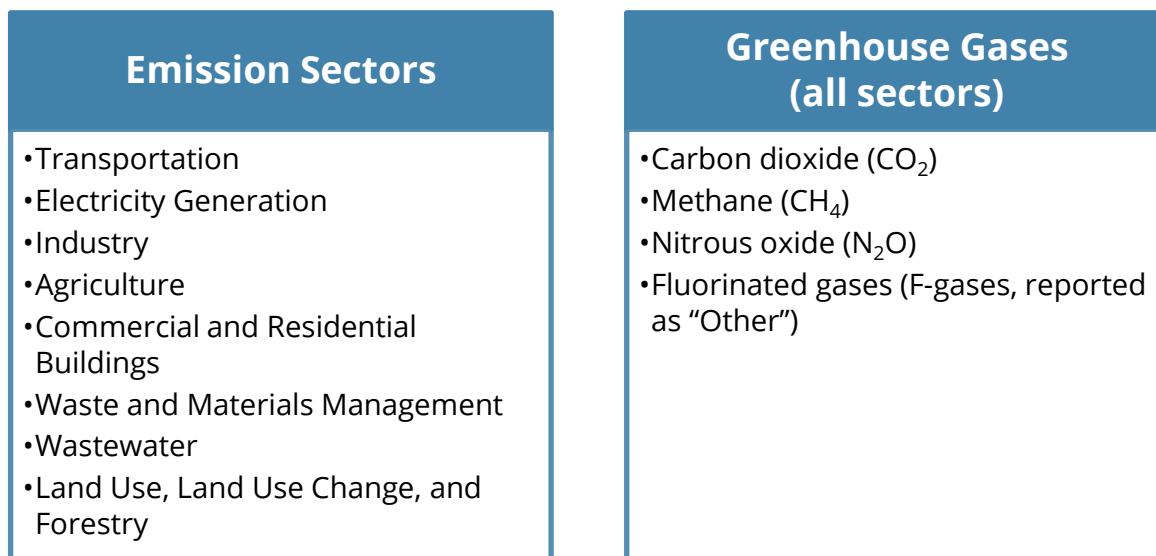 Emission Sectors
•Transportation
•Electricity Generation
•Industry
•Agriculture
•Commercial and Residential
Buildings
•Waste and Materials Management
•Wastewater
•Land Use, Land Use Change, and
Forestry
Greenhouse Gases
(all sectors)
•Carbon dioxide (CO₂)
•Methane (CH₄)
•Nitrous oxide (N₂O)
•Fluorinated gases (F-gases, reported
as “Other”)